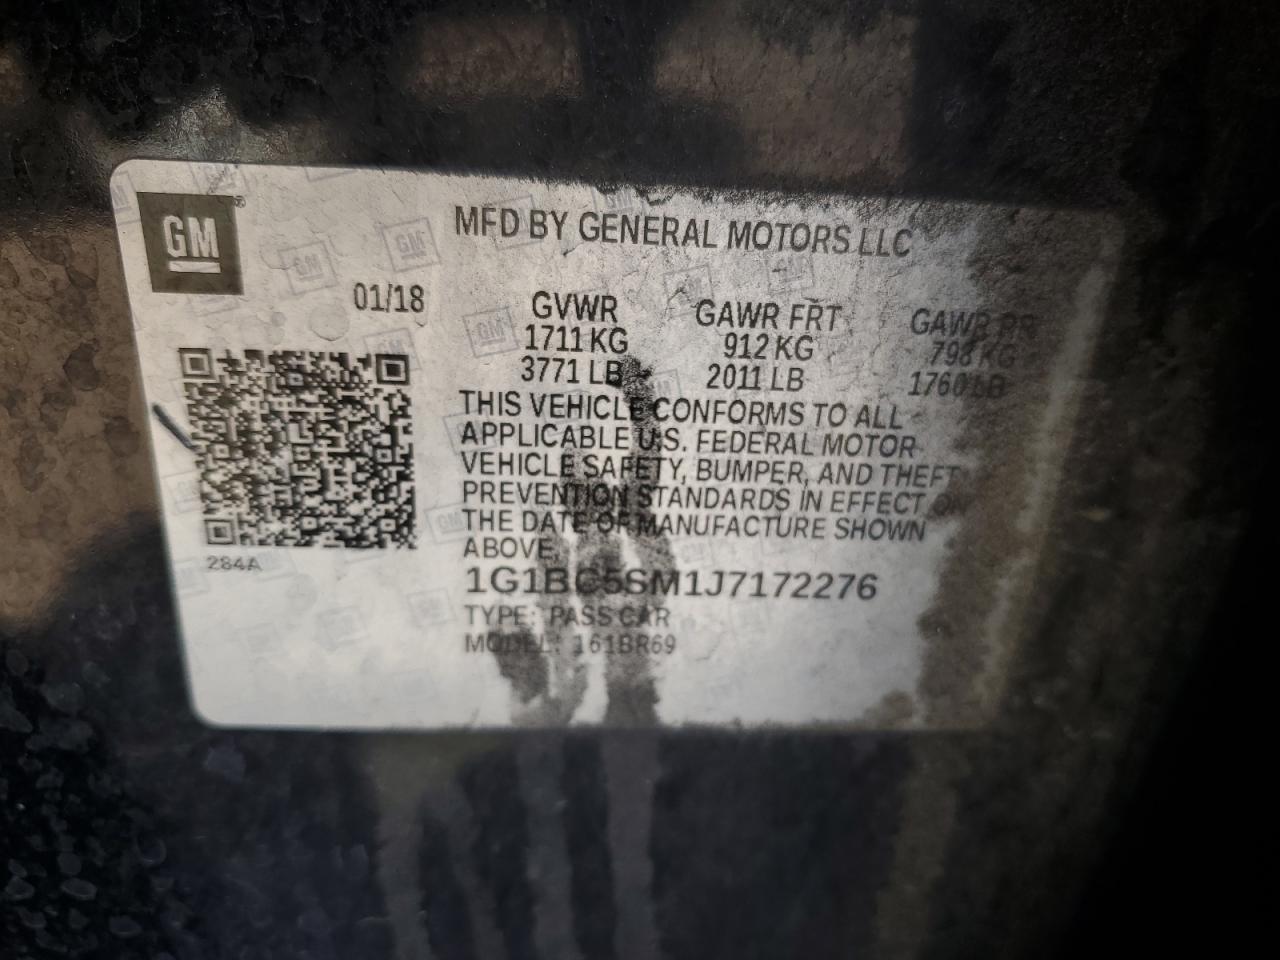 GM
MFD BY GENERAL MOTORS LLC
01/18
GVWR GAWR FRT GAWR RR
1711 KG 912 KG 798 KG
3771 LB 2011 LB 1760 LB
THIS VEHICLE CONFORMS TO ALL
APPLICABLE U.S. FEDERAL MOTOR
VEHICLE SAFETY, BUMPER, AND THEFT
PREVENTION STANDARDS IN EFFECT ON
THE DATE OF MANUFACTURE SHOWN
ABOVE.
284A
1G1BC5SM1J7172276
TYPE: PASS CAR
MODEL: 161BR69